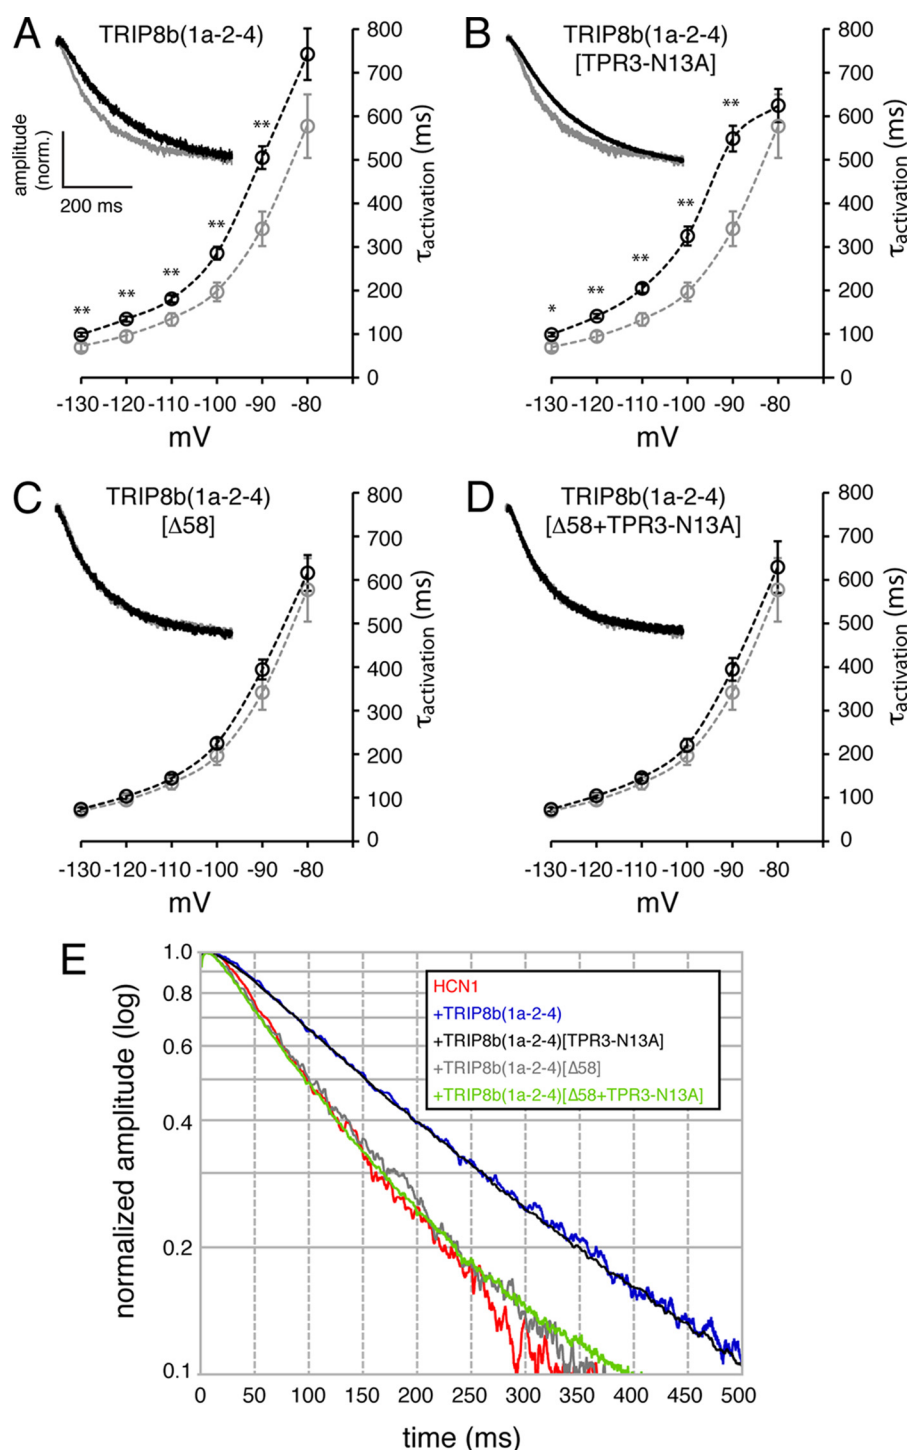 A
TRIP8b(1a-2-4)
amplitude
(norm.)
200 ms
**
**
**
**
**
800
700
600
500
400
300
200
100
0
τactivation (ms)
-130 -120 -110 -100 -90 -80
mV
B
TRIP8b(1a-2-4)
[TPR3-N13A]
*
**
**
**
**
800
700
600
500
400
300
200
100
0
τactivation (ms)
-130 -120 -110 -100 -90 -80
mV
C
TRIP8b(1a-2-4)
[Δ58]
800
700
600
500
400
300
200
100
0
τactivation (ms)
-130 -120 -110 -100 -90 -80
mV
D
TRIP8b(1a-2-4)
[Δ58+TPR3-N13A]
800
700
600
500
400
300
200
100
0
τactivation (ms)
-130 -120 -110 -100 -90 -80
mV
E
normalized amplitude (log)
1.0
0.8
0.6
0.4
0.2
0.1
HCN1
+TRIP8b(1a-2-4)
+TRIP8b(1a-2-4)[TPR3-N13A]
+TRIP8b(1a-2-4)[Δ58]
+TRIP8b(1a-2-4)[Δ58+TPR3-N13A]
0 50 100 150 200 250 300 350 400 450 500
time (ms)